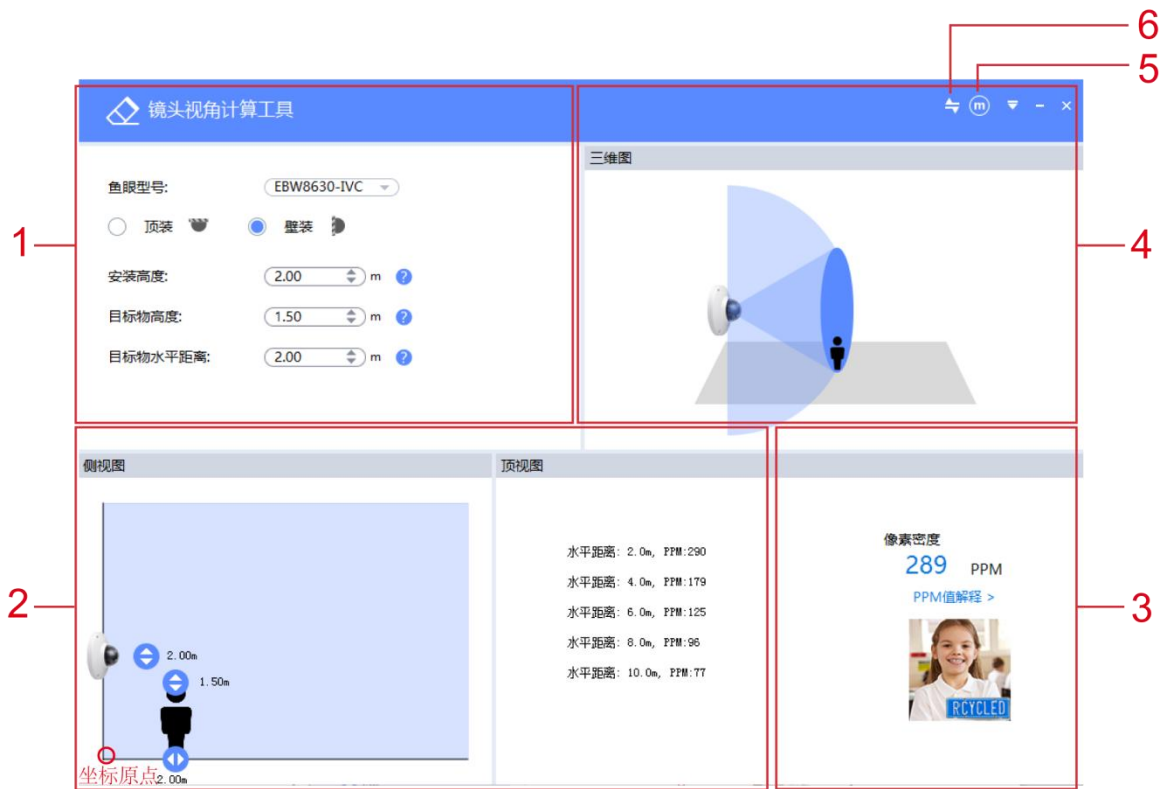 6
5
镜头视角计算工具
m
三维图
鱼眼型号: EBW8630-IVC
顶装 壁装
1
4
安装高度: 2.00 m ?
目标物高度: 1.50 m ?
目标物水平距离: 2.00 m ?
侧视图
顶视图
水平距离: 2.0m, PPM:290
水平距离: 4.0m, PPM:179
水平距离: 6.0m, PPM:125
水平距离: 8.0m, PPM:96
水平距离: 10.0m, PPM:77
像素密度
289 PPM
PPM值解释 >
RCYCLED
2
3
2.00m
1.50m
坐标原点
2.00m